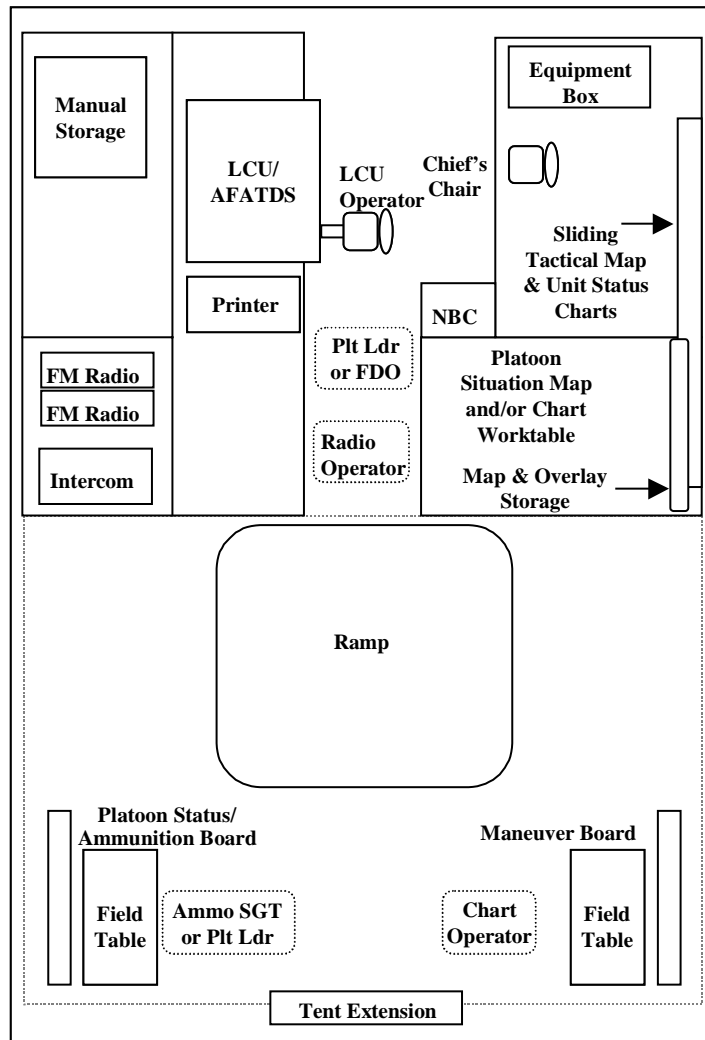 Manual
Storage
LCU/
AFATDS
LCU
Operator
Chief's
Chair
Equipment
Box
Sliding
Tactical Map
& Unit Status
Charts
Printer
NBC
FM Radio
FM Radio
Intercom
Plt Ldr
or FDO
Radio
Operator
Platoon
Situation Map
and/or Chart
Worktable
Map & Overlay
Storage
Ramp
Platoon Status/
Ammunition Board
Maneuver Board
Field
Table
Ammo SGT
or Plt Ldr
Chart
Operator
Field
Table
Tent Extension